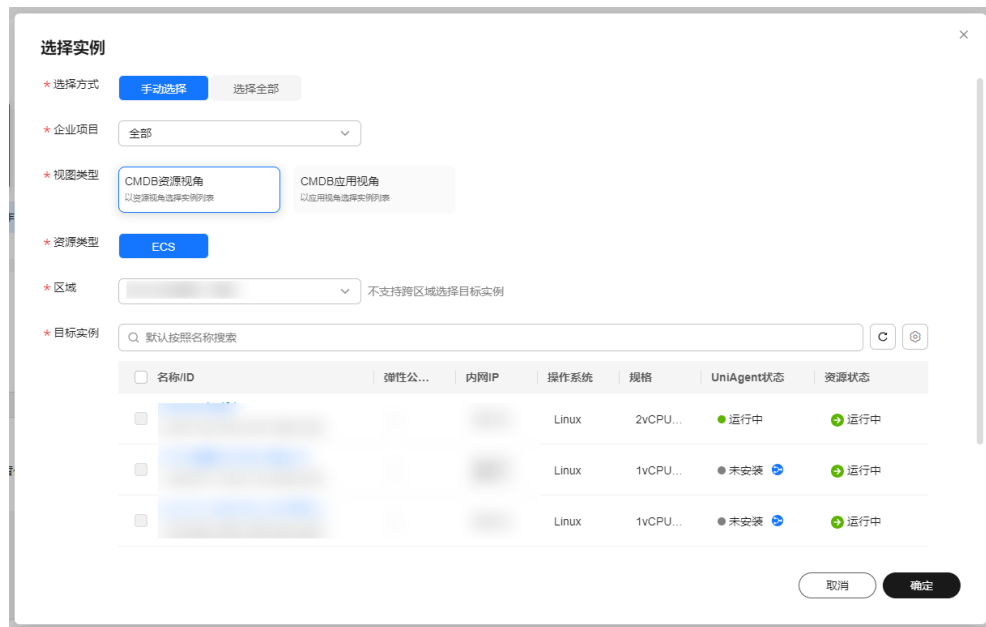 选择实例
* 选择方式
手动选择
选择全部
* 企业项目
全部
* 视图类型
CMDB资源视角
以资源视角选择实例列表
CMDB应用视角
以应用视角选择实例列表
* 资源类型
ECS
* 区域
不支持跨区域选择目标实例
* 目标实例
默认按照名称搜索
名称/ID 弹性公... 内网IP 操作系统 规格 UniAgent状态 资源状态
Linux 2vCPU... 运行中 运行中
Linux 1vCPU... 未安装 运行中
Linux 1vCPU... 未安装 运行中
取消
确定